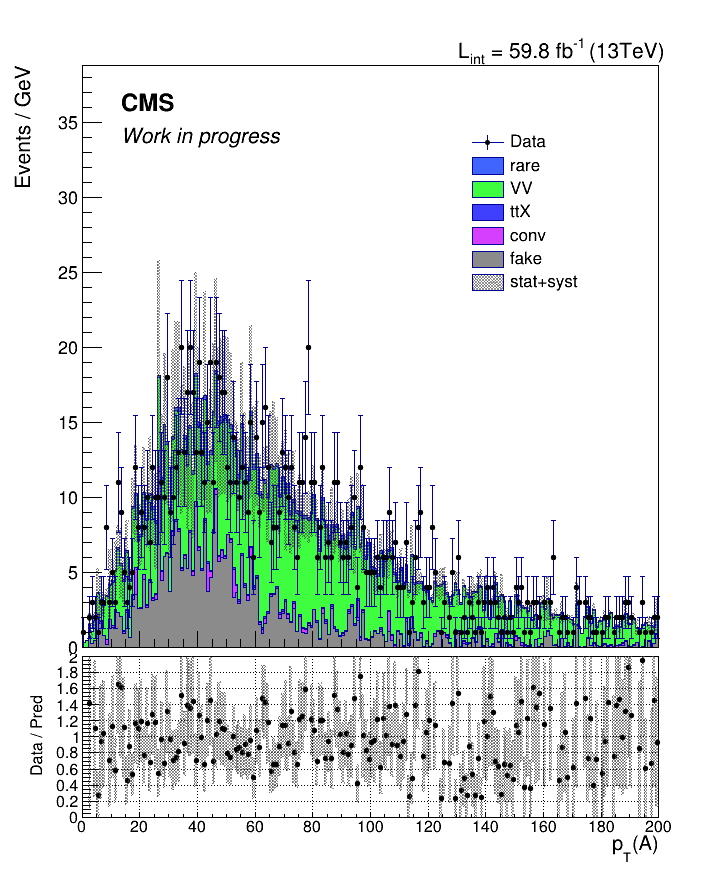 L_int = 59.8 fb^-1 (13TeV)
Events / GeV
CMS
Work in progress
Data
rare
VV
ttX
conv
fake
stat+syst
35
30
25
20
15
10
5
0
Data / Pred
2
1.8
1.6
1.4
1.2
1
0.8
0.6
0.4
0.2
0
0 20 40 60 80 100 120 140 160 180 200
p_T(A)